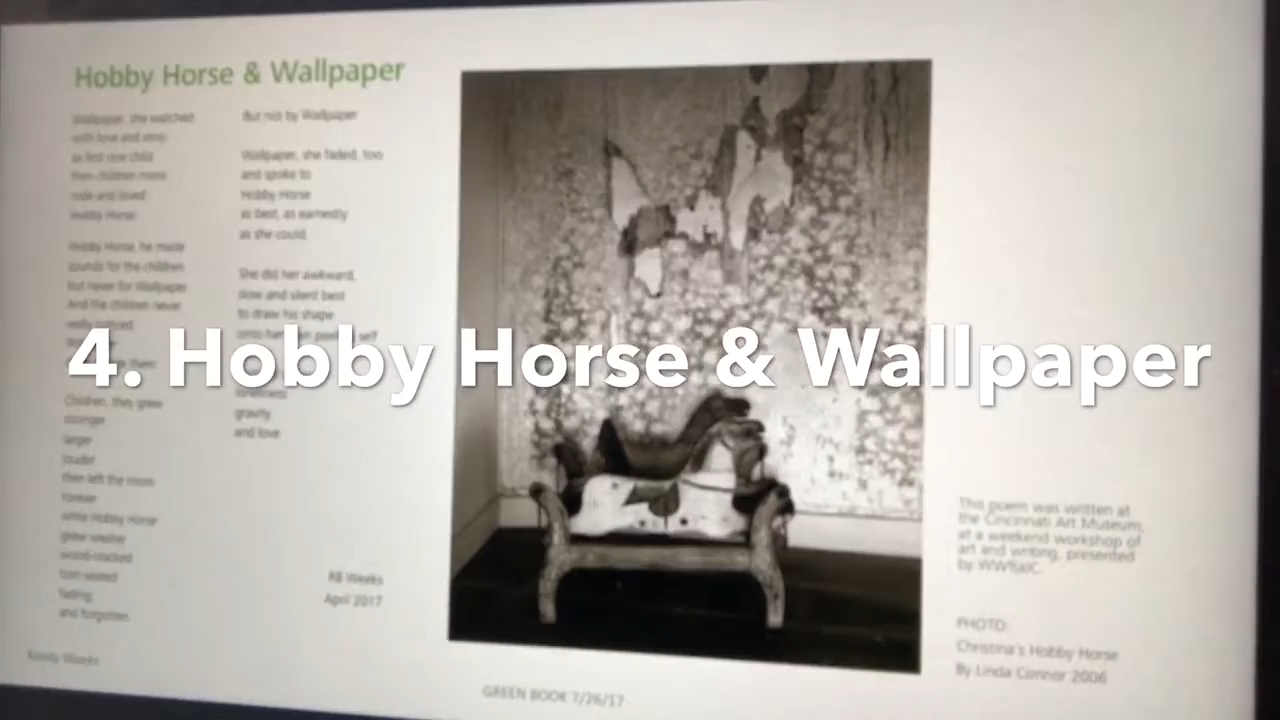 Hobby Horse & Wallpaper
Wallpaper, she watched
with love and envy
as first one child
then children more
rode and loved
Hobby Horse
Hobby Horse, he made
sounds for the children
but never for Wallpaper
And the children never
really noticed
them
Children, they grew
stronger
larger
louder
then left the room
forever
while Hobby Horse
grew weaker
wood-cracked
torn-seated
fading
and forgotten
But not by Wallpaper
Wallpaper, she faded, too
and spoke to
Hobby Horse
as best, as earnestly
as she could.
She did her awkward,
slow and silent best
to draw his shape
loneliness
gravity
and love
RB Weeks
April 2017
4. Hobby Horse & Wallpaper
This poem was written at
the Cincinnati Art Museum,
at a weekend workshop of
art and writing, presented
by
PHOTO:
Christina's Hobby Horse
By Linda Connor 2006
Randy Weeks
GREEN BOOK 7/26/17